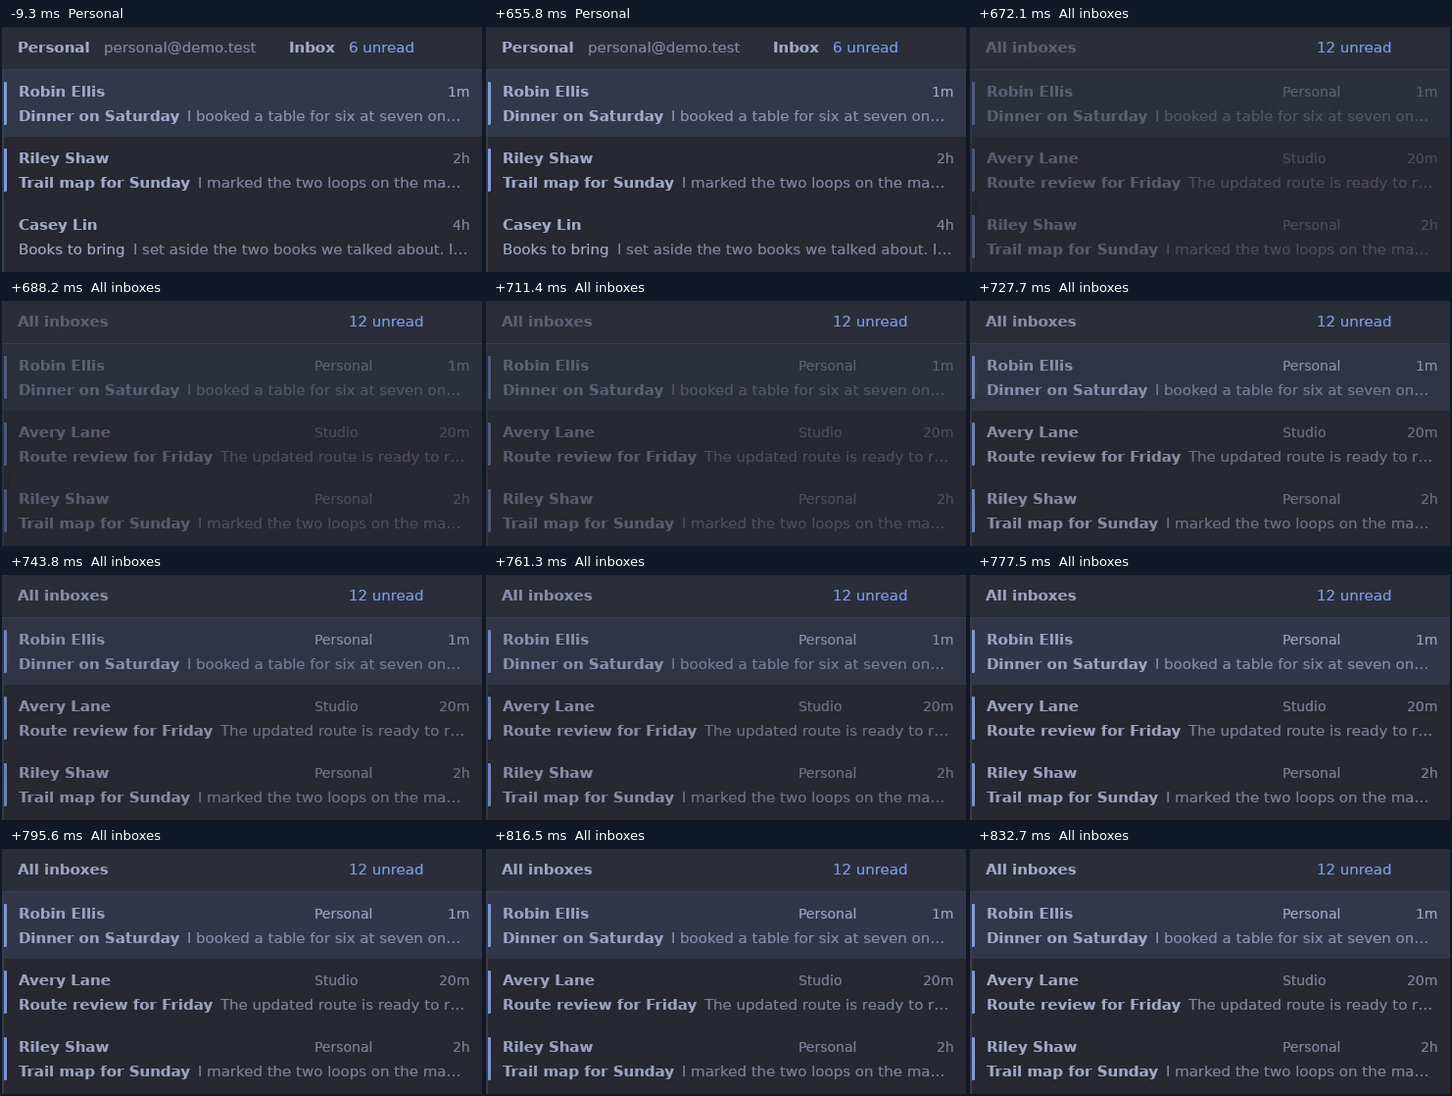 -9.3 ms  Personal
Personal  personal@demo.test  Inbox  6 unread
Robin Ellis  1m
Dinner on Saturday  I booked a table for six at seven on…
Riley Shaw  2h
Trail map for Sunday  I marked the two loops on the ma…
Casey Lin  4h
Books to bring  I set aside the two books we talked about. I…
+655.8 ms  Personal
Personal  personal@demo.test  Inbox  6 unread
Robin Ellis  1m
Dinner on Saturday  I booked a table for six at seven on…
Riley Shaw  2h
Trail map for Sunday  I marked the two loops on the ma…
Casey Lin  4h
Books to bring  I set aside the two books we talked about. I…
+672.1 ms  All inboxes
All inboxes  12 unread
Robin Ellis  Personal  1m
Dinner on Saturday  I booked a table for six at seven on…
Avery Lane  Studio  20m
Route review for Friday  The updated route is ready to r…
Riley Shaw  Personal  2h
Trail map for Sunday  I marked the two loops on the ma…
+688.2 ms  All inboxes
All inboxes  12 unread
Robin Ellis  Personal  1m
Dinner on Saturday  I booked a table for six at seven on…
Avery Lane  Studio  20m
Route review for Friday  The updated route is ready to r…
Riley Shaw  Personal  2h
Trail map for Sunday  I marked the two loops on the ma…
+711.4 ms  All inboxes
All inboxes  12 unread
Robin Ellis  Personal  1m
Dinner on Saturday  I booked a table for six at seven on…
Avery Lane  Studio  20m
Route review for Friday  The updated route is ready to r…
Riley Shaw  Personal  2h
Trail map for Sunday  I marked the two loops on the ma…
+727.7 ms  All inboxes
All inboxes  12 unread
Robin Ellis  Personal  1m
Dinner on Saturday  I booked a table for six at seven on…
Avery Lane  Studio  20m
Route review for Friday  The updated route is ready to r…
Riley Shaw  Personal  2h
Trail map for Sunday  I marked the two loops on the ma…
+743.8 ms  All inboxes
All inboxes  12 unread
Robin Ellis  Personal  1m
Dinner on Saturday  I booked a table for six at seven on…
Avery Lane  Studio  20m
Route review for Friday  The updated route is ready to r…
Riley Shaw  Personal  2h
Trail map for Sunday  I marked the two loops on the ma…
+761.3 ms  All inboxes
All inboxes  12 unread
Robin Ellis  Personal  1m
Dinner on Saturday  I booked a table for six at seven on…
Avery Lane  Studio  20m
Route review for Friday  The updated route is ready to r…
Riley Shaw  Personal  2h
Trail map for Sunday  I marked the two loops on the ma…
+777.5 ms  All inboxes
All inboxes  12 unread
Robin Ellis  Personal  1m
Dinner on Saturday  I booked a table for six at seven on…
Avery Lane  Studio  20m
Route review for Friday  The updated route is ready to r…
Riley Shaw  Personal  2h
Trail map for Sunday  I marked the two loops on the ma…
+795.6 ms  All inboxes
All inboxes  12 unread
Robin Ellis  Personal  1m
Dinner on Saturday  I booked a table for six at seven on…
Avery Lane  Studio  20m
Route review for Friday  The updated route is ready to r…
Riley Shaw  Personal  2h
Trail map for Sunday  I marked the two loops on the ma…
+816.5 ms  All inboxes
All inboxes  12 unread
Robin Ellis  Personal  1m
Dinner on Saturday  I booked a table for six at seven on…
Avery Lane  Studio  20m
Route review for Friday  The updated route is ready to r…
Riley Shaw  Personal  2h
Trail map for Sunday  I marked the two loops on the ma…
+832.7 ms  All inboxes
All inboxes  12 unread
Robin Ellis  Personal  1m
Dinner on Saturday  I booked a table for six at seven on…
Avery Lane  Studio  20m
Route review for Friday  The updated route is ready to r…
Riley Shaw  Personal  2h
Trail map for Sunday  I marked the two loops on the ma…